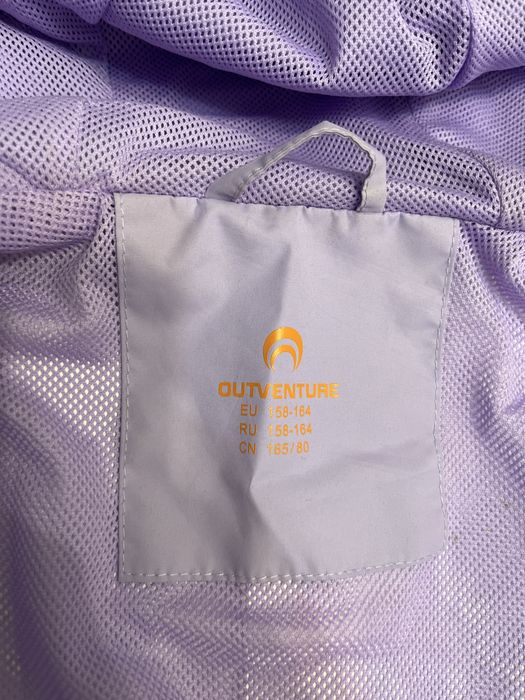 OUTVENTURE
EU 158-164
RU 158-164
CN 165/80